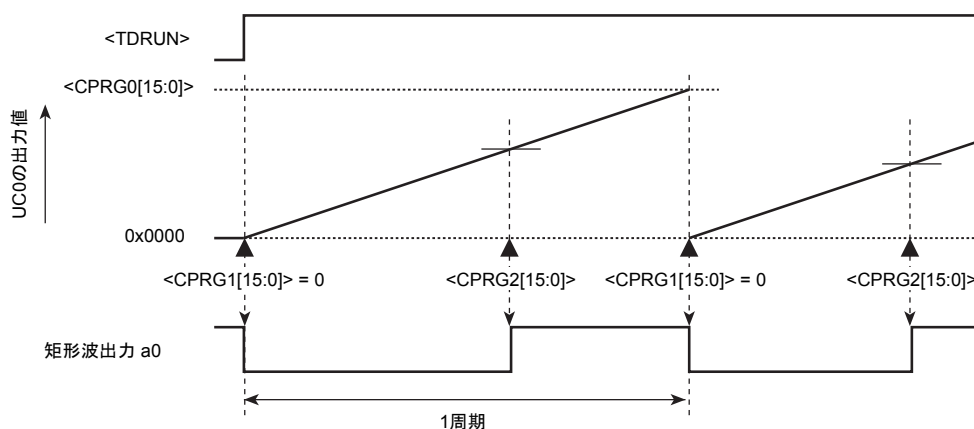 <TDRUN>
<CPRG0[15:0]>
UC0の出力値
0x0000
<CPRG1[15:0]> = 0
<CPRG2[15:0]>
<CPRG1[15:0]> = 0
<CPRG2[15:0]>
矩形波出力 a0
1周期